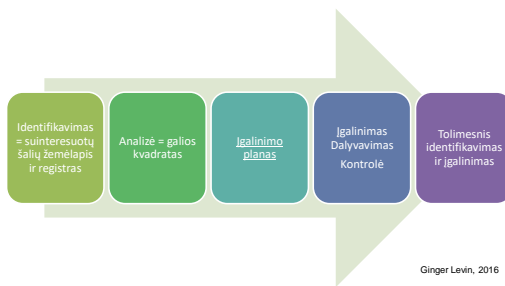 Identifikavimas
= suinteresuotų
šalių žemėlapis
ir registras
Analizė = galios
kvadratas
Įgalinimo
planas
Įgalinimas
Dalyvavimas
Kontrolė
Tolimesnis
identifikavimas
ir įgalinimas
Ginger Levin, 2016